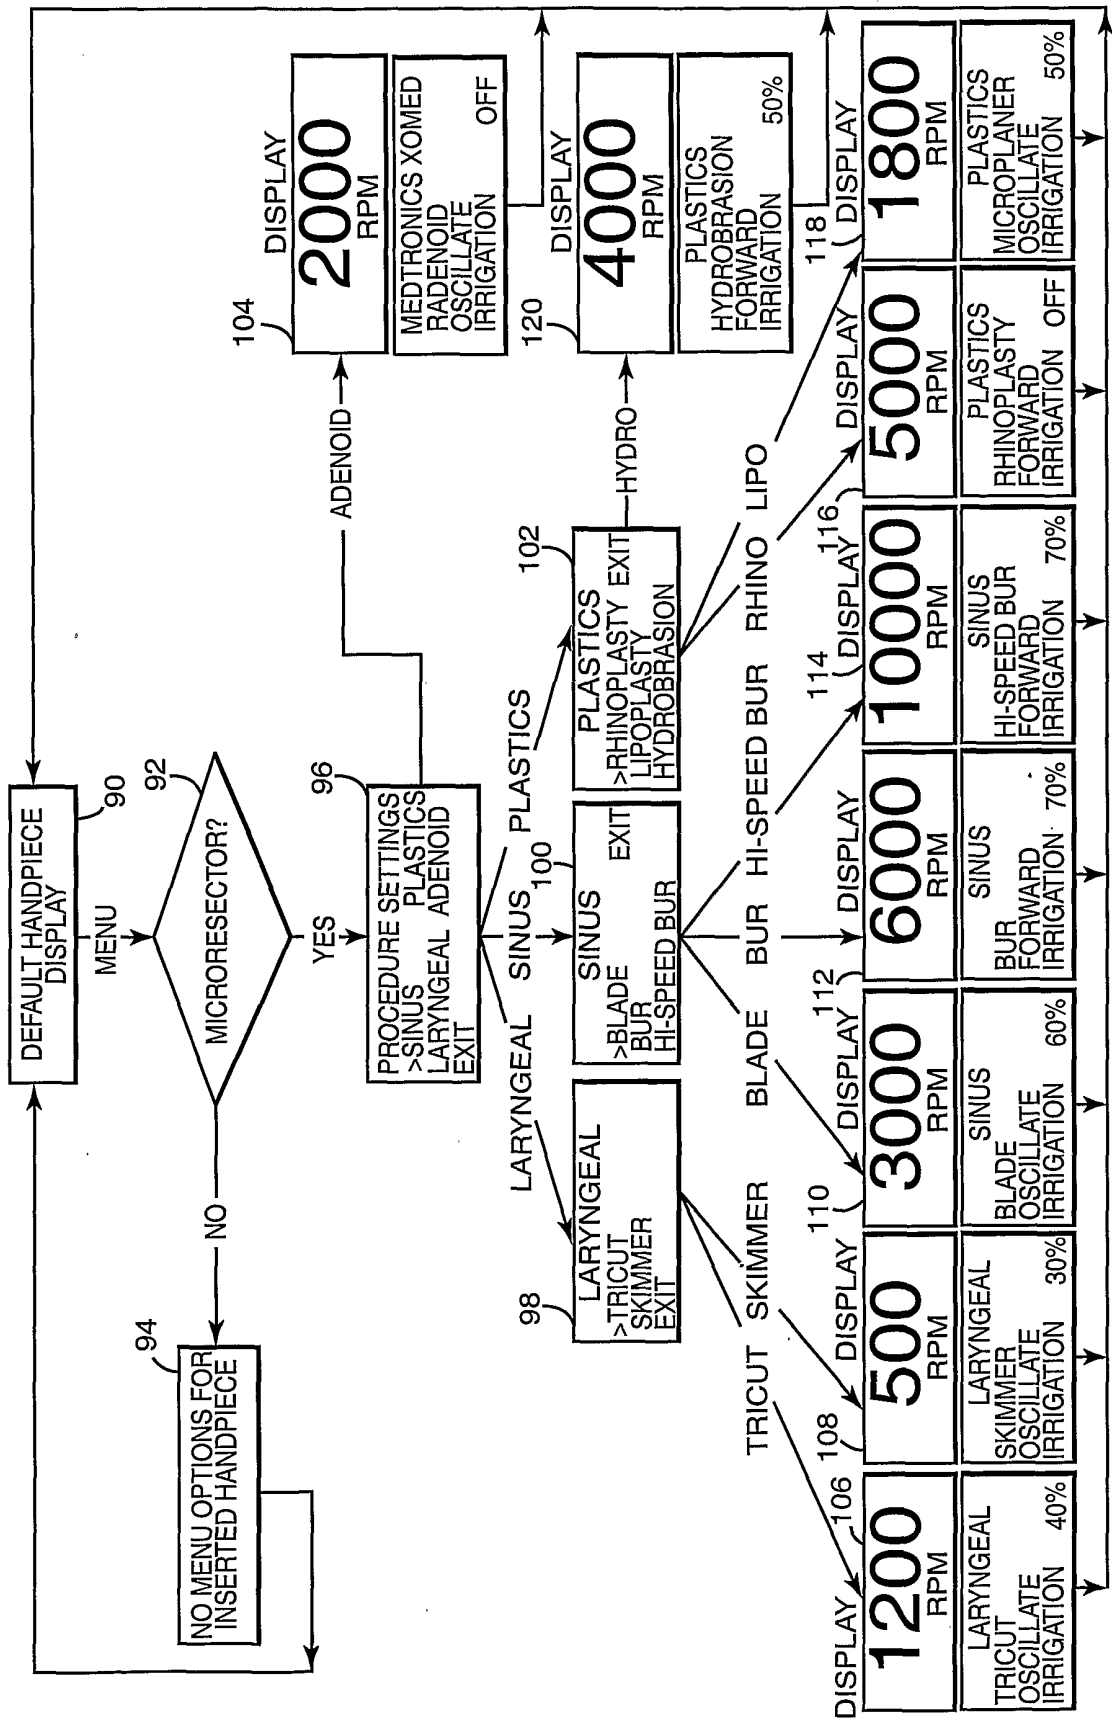 DEFAULT HANDPIECE
DISPLAY
90
MENU
92
MICRORESECTOR?
NO
YES
94
NO MENU OPTIONS FOR
INSERTED HANDPIECE
96
PROCEDURE SETTINGS
>SINUS PLASTICS
LARYNGEAL ADENOID
EXIT
ADENOID
104
DISPLAY
2000
RPM
MEDTRONICS XOMED
RADENOID
OSCILLATE
IRRIGATION OFF
LARYNGEAL
SINUS
PLASTICS
98
LARYNGEAL
>TRICUT
SKIMMER
EXIT
100
SINUS
>BLADE EXIT
BUR
HI-SPEED BUR
102
PLASTICS
>RHINOPLASTY EXIT
LIPOPLASTY
HYDROBRASION
HYDRO
120
DISPLAY
4000
RPM
PLASTICS
HYDROBRASION
FORWARD
IRRIGATION 50%
TRICUT
SKIMMER
BLADE
BUR
HI-SPEED BUR
RHINO
LIPO
DISPLAY
106
1200
RPM
LARYNGEAL
TRICUT
OSCILLATE
IRRIGATION 40%
108
DISPLAY
500
RPM
LARYNGEAL
SKIMMER
OSCILLATE
IRRIGATION 30%
110
DISPLAY
3000
RPM
SINUS
BLADE
OSCILLATE
IRRIGATION 60%
112
DISPLAY
6000
RPM
SINUS
BUR
FORWARD
IRRIGATION 70%
114
DISPLAY
10000
RPM
SINUS
HI-SPEED BUR
FORWARD
IRRIGATION 70%
116
DISPLAY
5000
RPM
PLASTICS
RHINOPLASTY
FORWARD
IRRIGATION OFF
118
DISPLAY
1800
RPM
PLASTICS
MICROPLANER
OSCILLATE
IRRIGATION 50%